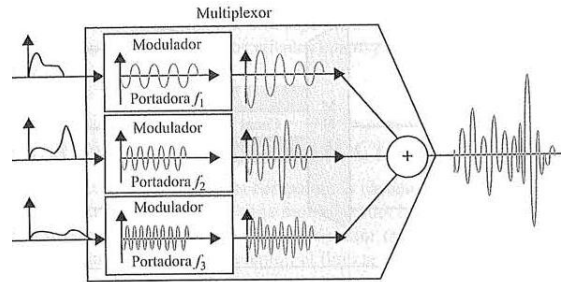 Multiplexor
Modulador
Portadora f₁
Modulador
Portadora f₂
+
Modulador
Portadora f₃